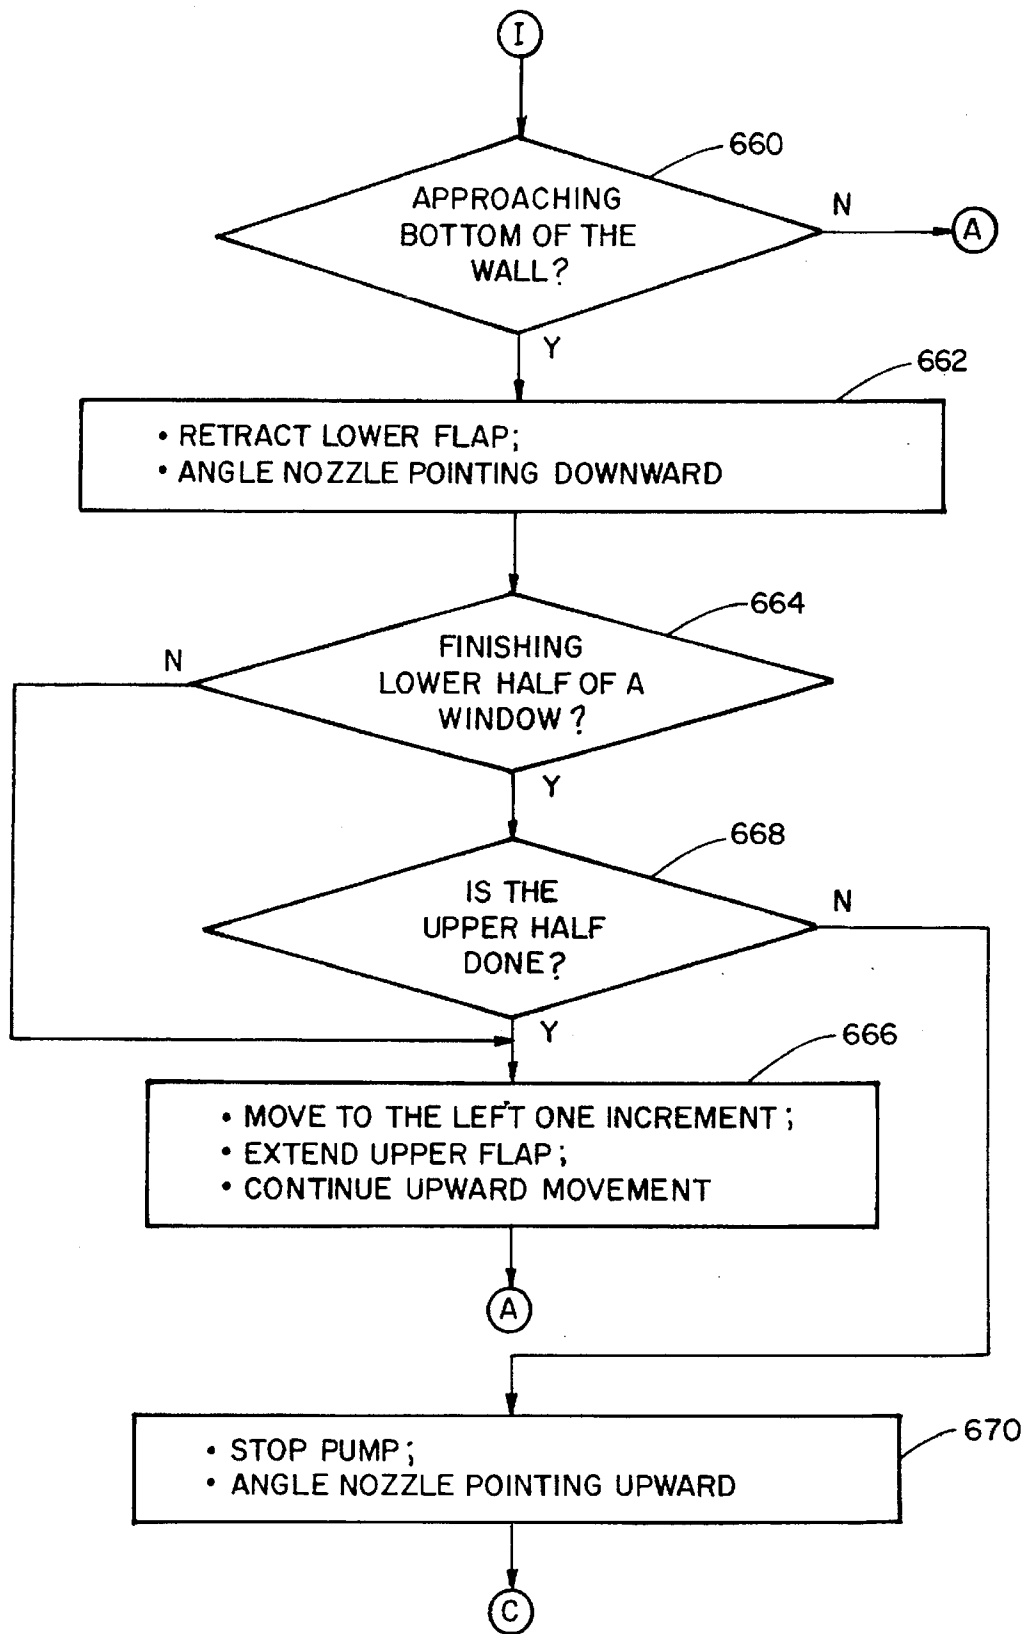 I
660
APPROACHING
BOTTOM OF THE
WALL?
N
A
Y
662
• RETRACT LOWER FLAP;
• ANGLE NOZZLE POINTING DOWNWARD
664
N
FINISHING
LOWER HALF OF A
WINDOW?
Y
668
IS THE
UPPER HALF
DONE?
N
Y
666
• MOVE TO THE LEFT ONE INCREMENT;
• EXTEND UPPER FLAP;
• CONTINUE UPWARD MOVEMENT
A
670
• STOP PUMP;
• ANGLE NOZZLE POINTING UPWARD
C